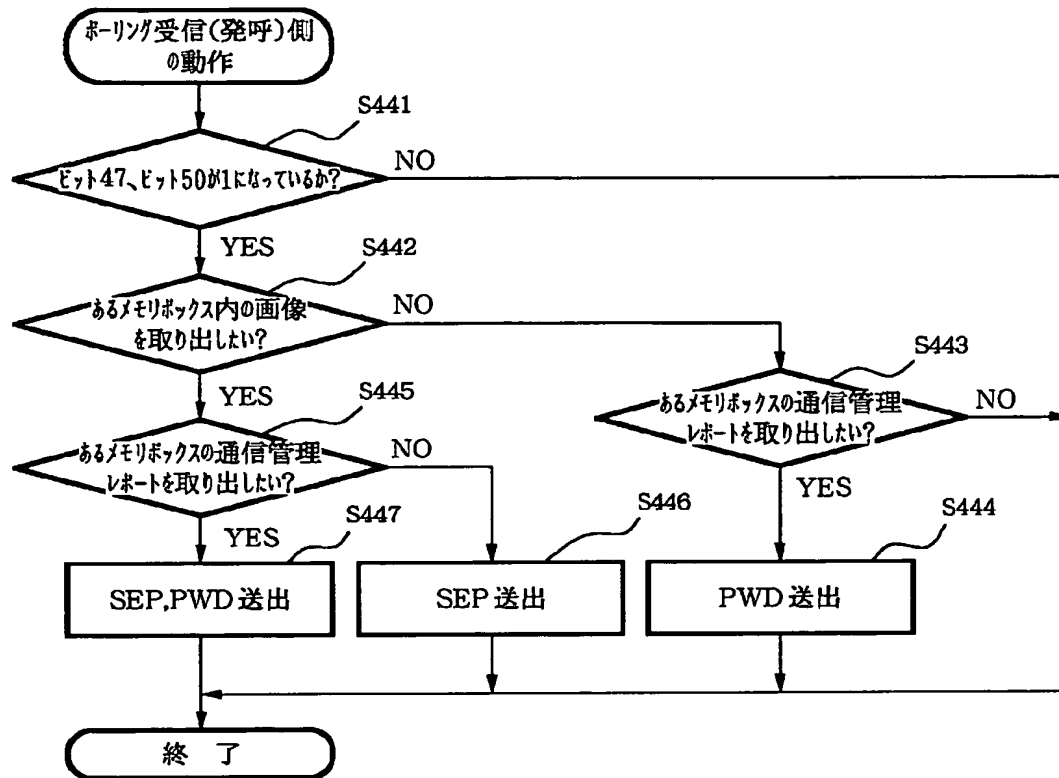 ポーリング受信(発呼)側
の動作
S441
ビット47、ビット50が1になっているか?
NO
YES
S442
あるメモリボックス内の画像
を取り出したい?
NO
S443
あるメモリボックスの通信管理
レポートを取り出したい?
NO
YES
S445
あるメモリボックスの通信管理
レポートを取り出したい?
NO
YES
S447
SEP,PWD送出
YES
S446
SEP送出
S444
PWD送出
終 了